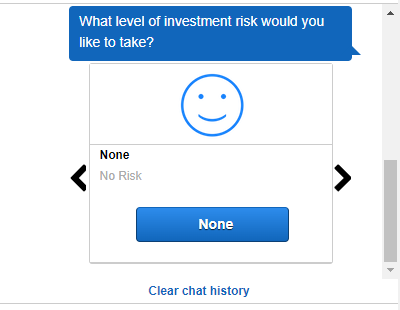 What level of investment risk would you
like to take?
None
No Risk
None
Clear chat history